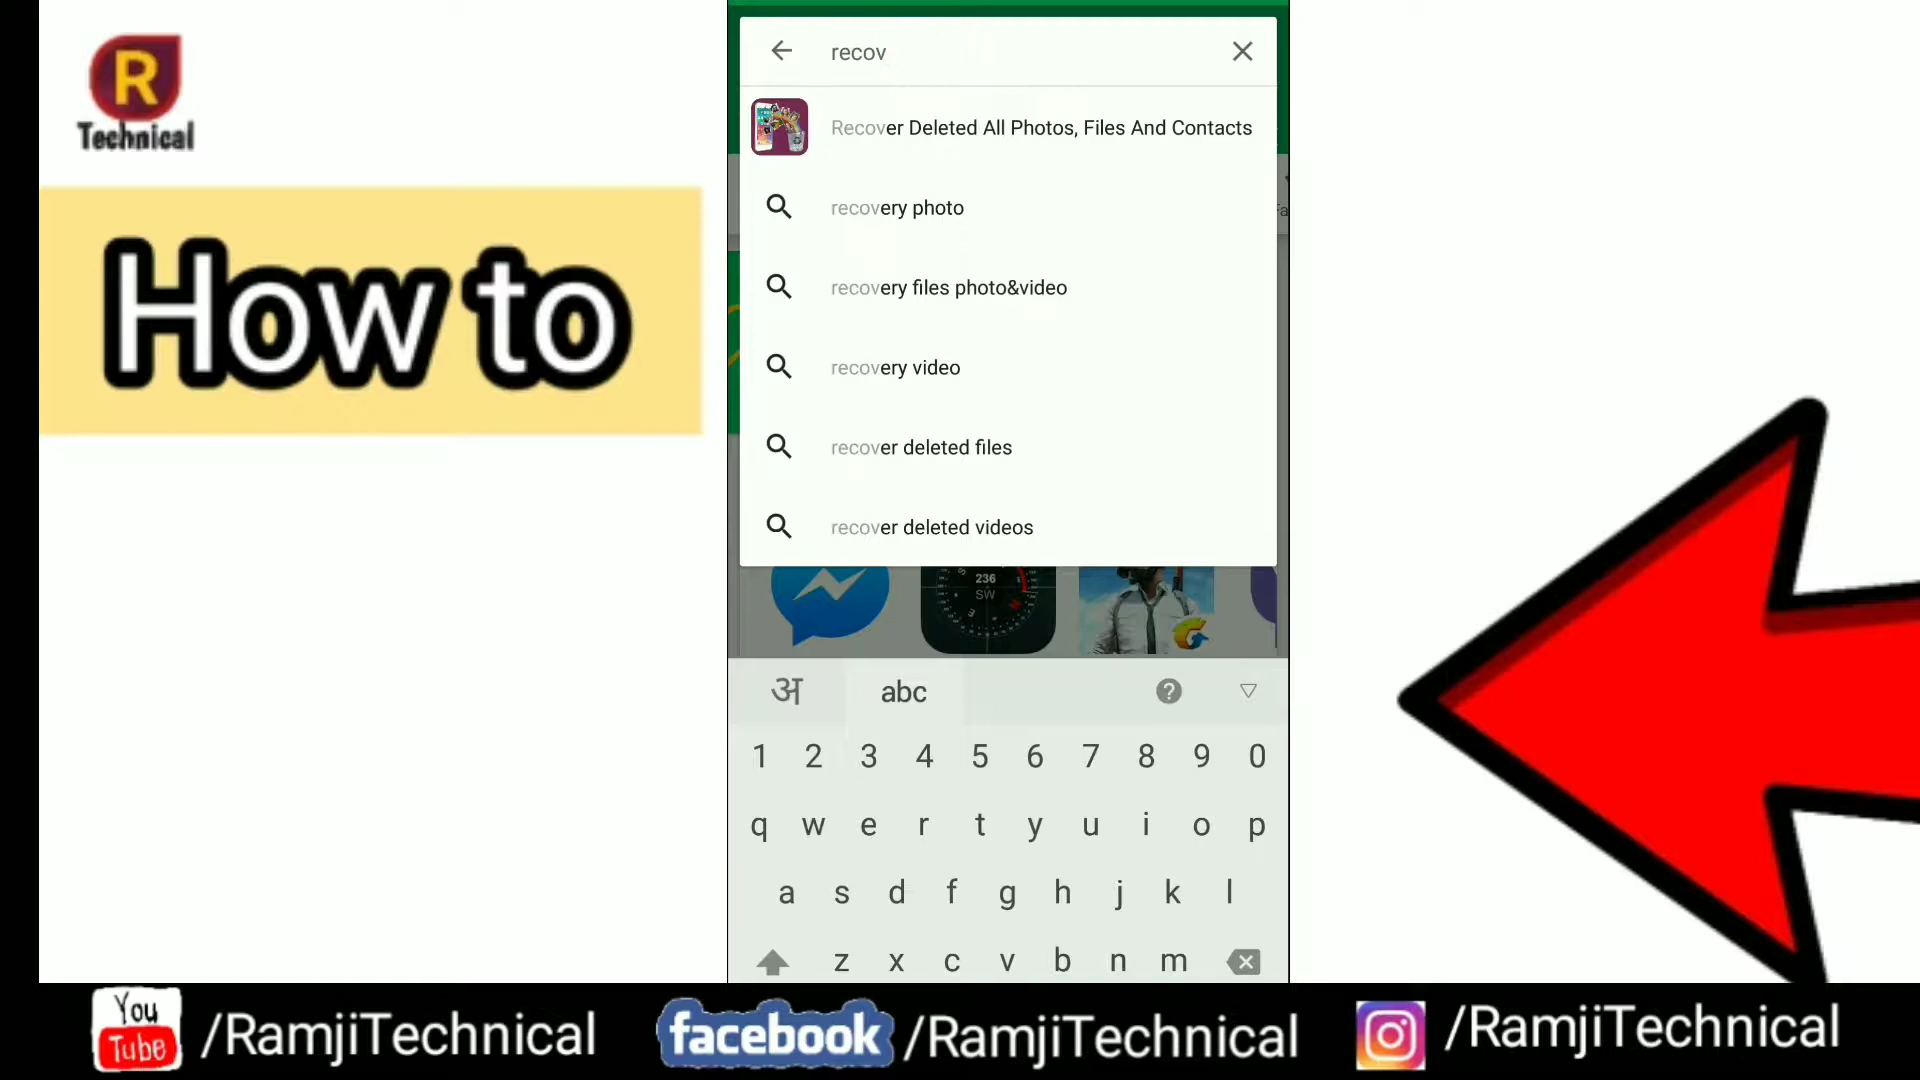 R
Technical
How to
recov
Recover Deleted All Photos, Files And Contacts
recovery photo
recovery files photo&video
recovery video
recover deleted files
recover deleted videos
236
SW
अ abc ?
1 2 3 4 5 6 7 8 9 0
q w e r t y u i o p
a s d f g h j k l
z x c v b n m
You
Tube
/RamjiTechnical
facebook /RamjiTechnical
/RamjiTechnical